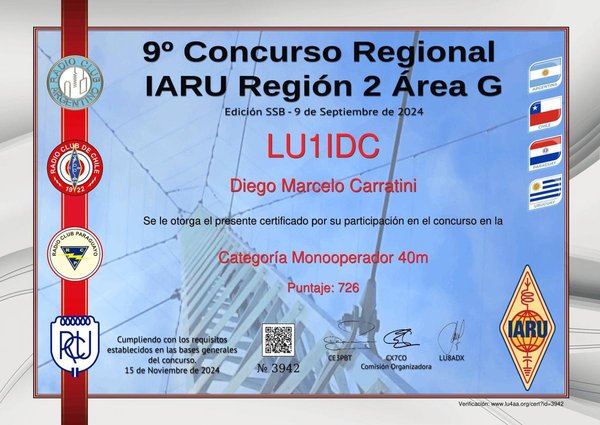 9º Concurso Regional
IARU Región 2 Área G
Edición SSB - 9 de Septiembre de 2024
LU1IDC
Diego Marcelo Carratini
Se le otorga el presente certificado por su participación en el concurso en la
Categoría Monooperador 40m
Puntaje: 726
RADIO CLUB ARGENTINO
RADIO CLUB DE CHILE
1922
RADIO CLUB PARAGUAYO
RCU
ARGENTINA
CHILE
PARAGUAY
URUGUAY
IARU
Cumpliendo con los requisitos
establecidos en las bases generales
del concurso.
15 de Noviembre de 2024
№ 3942
CE3PBT CX7CO LU8ADX
Comisión Organizadora
Verificación: www.lu4aa.org/cert?id=3942